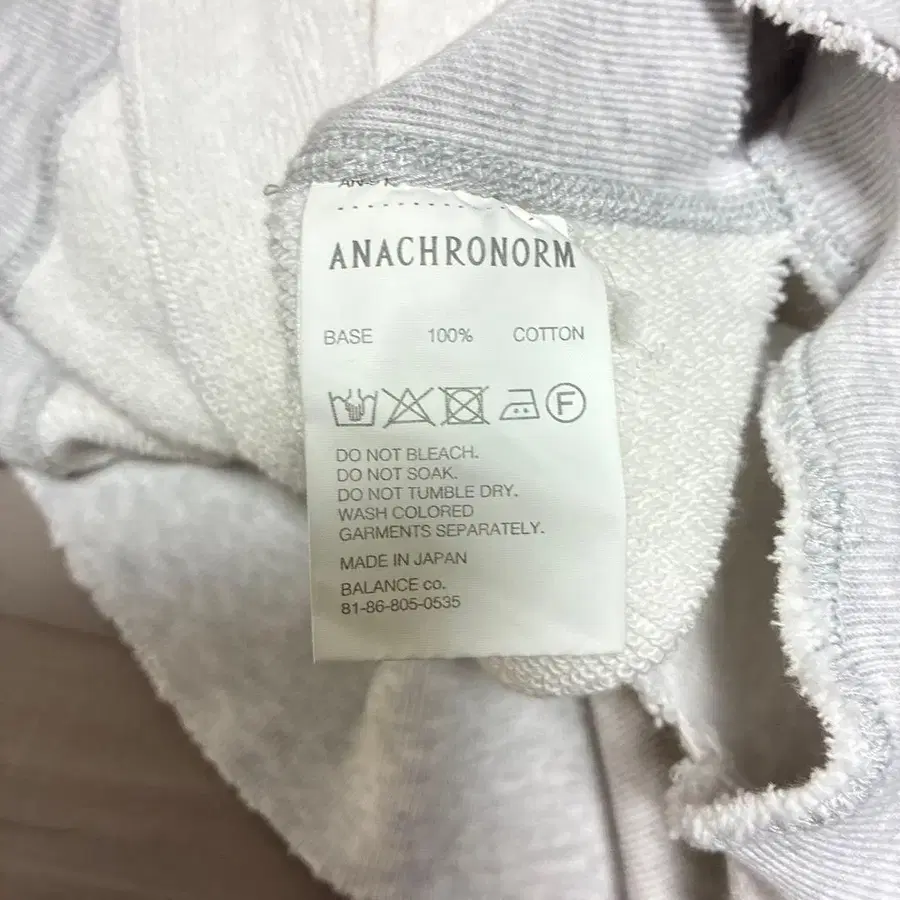 ANACHRONORM
BASE 100% COTTON
F
DO NOT BLEACH.
DO NOT SOAK.
DO NOT TUMBLE DRY.
WASH COLORED
GARMENTS SEPARATELY.
MADE IN JAPAN
BALANCE co.
81-86-805-0535